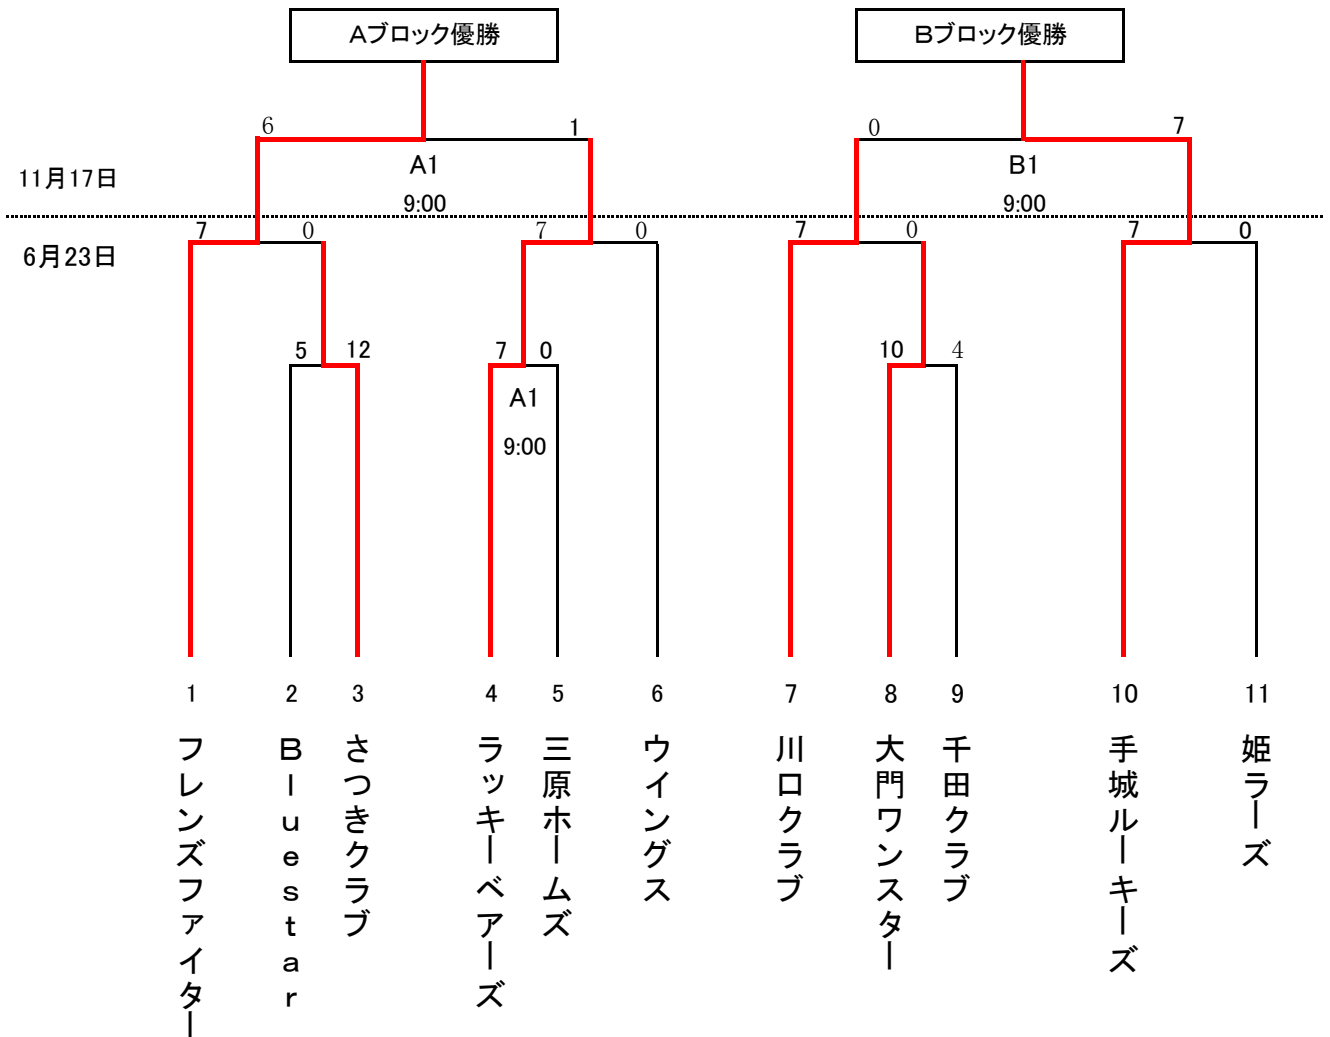 Aブロック優勝
Bブロック優勝
6
1
0
7
A1
B1
11月17日
9:00
9:00
7
0
7
0
7
0
7
0
6月23日
5
12
7
0
10
4
A1
9:00
1
2
3
4
5
6
7
8
9
10
11
フレンズファイター
Bluestar
さつきクラブ
ラッキーベアーズ
三原ホームズ
ウイングス
川口クラブ
大門ワンスター
千田クラブ
手城ルーキーズ
姫ラーズ